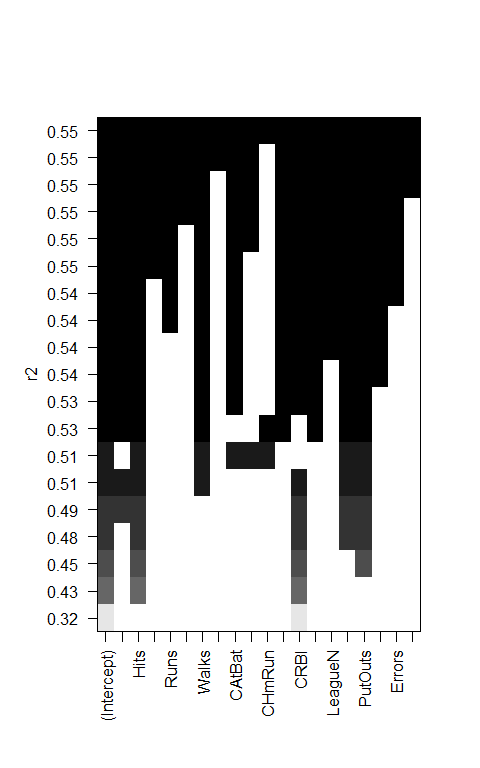 0.55
0.55
0.55
0.55
0.55
0.55
0.54
0.54
0.54
0.54
0.53
0.53
0.51
0.51
0.49
0.48
0.45
0.43
0.32
r2
(Intercept)
Hits
Runs
Walks
CAtBat
CHmRun
CRBI
LeagueN
PutOuts
Errors